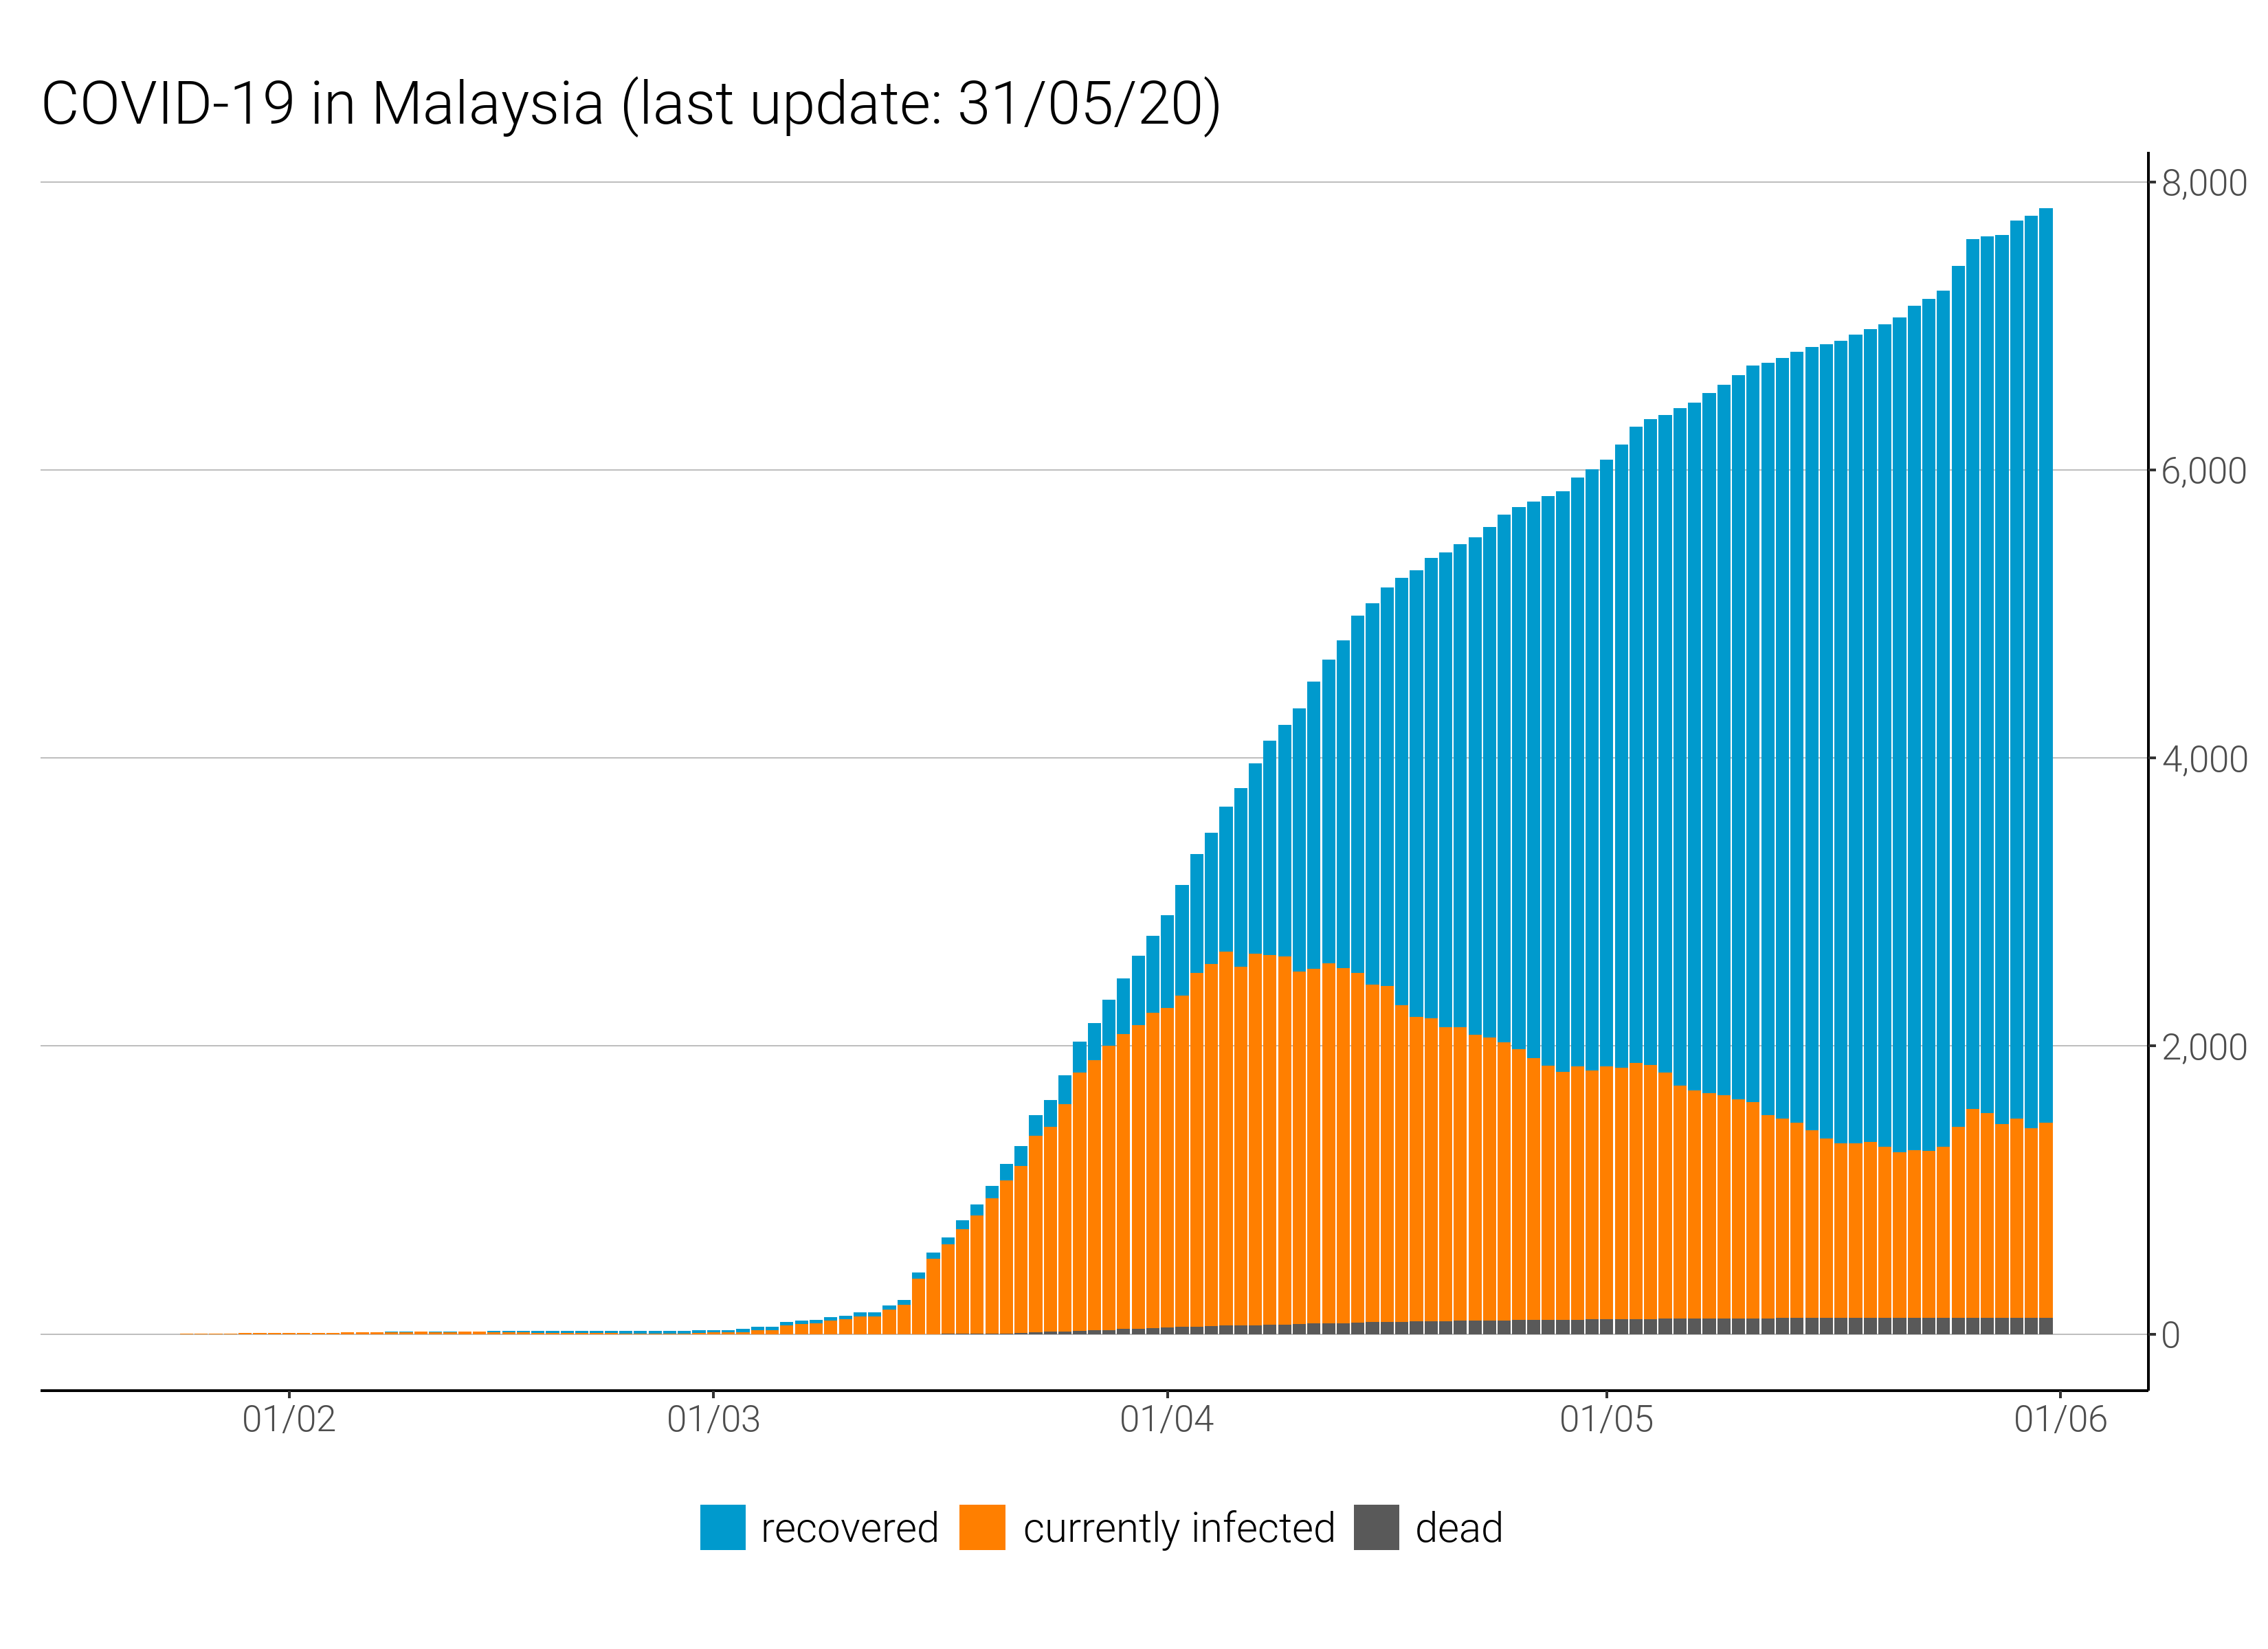 COVID-19 in Malaysia (last update: 31/05/20)
8,000
6,000
4,000
2,000
0
01/02 01/03 01/04 01/05 01/06
recovered currently infected dead